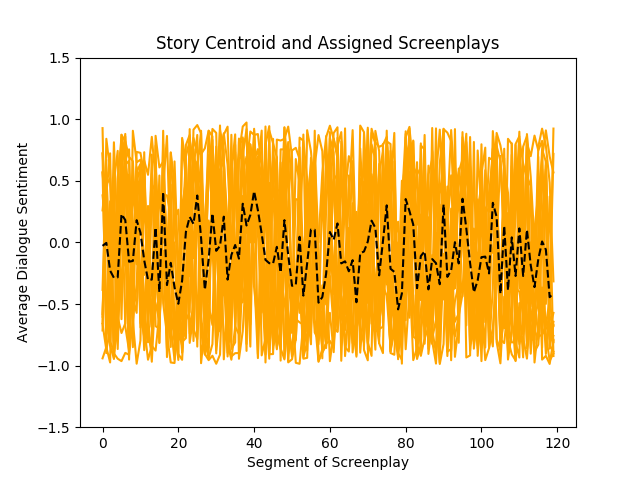 Story Centroid and Assigned Screenplays
1.5
1.0
0.5
0.0
−0.5
−1.0
−1.5
Average Dialogue Sentiment
0 20 40 60 80 100 120
Segment of Screenplay